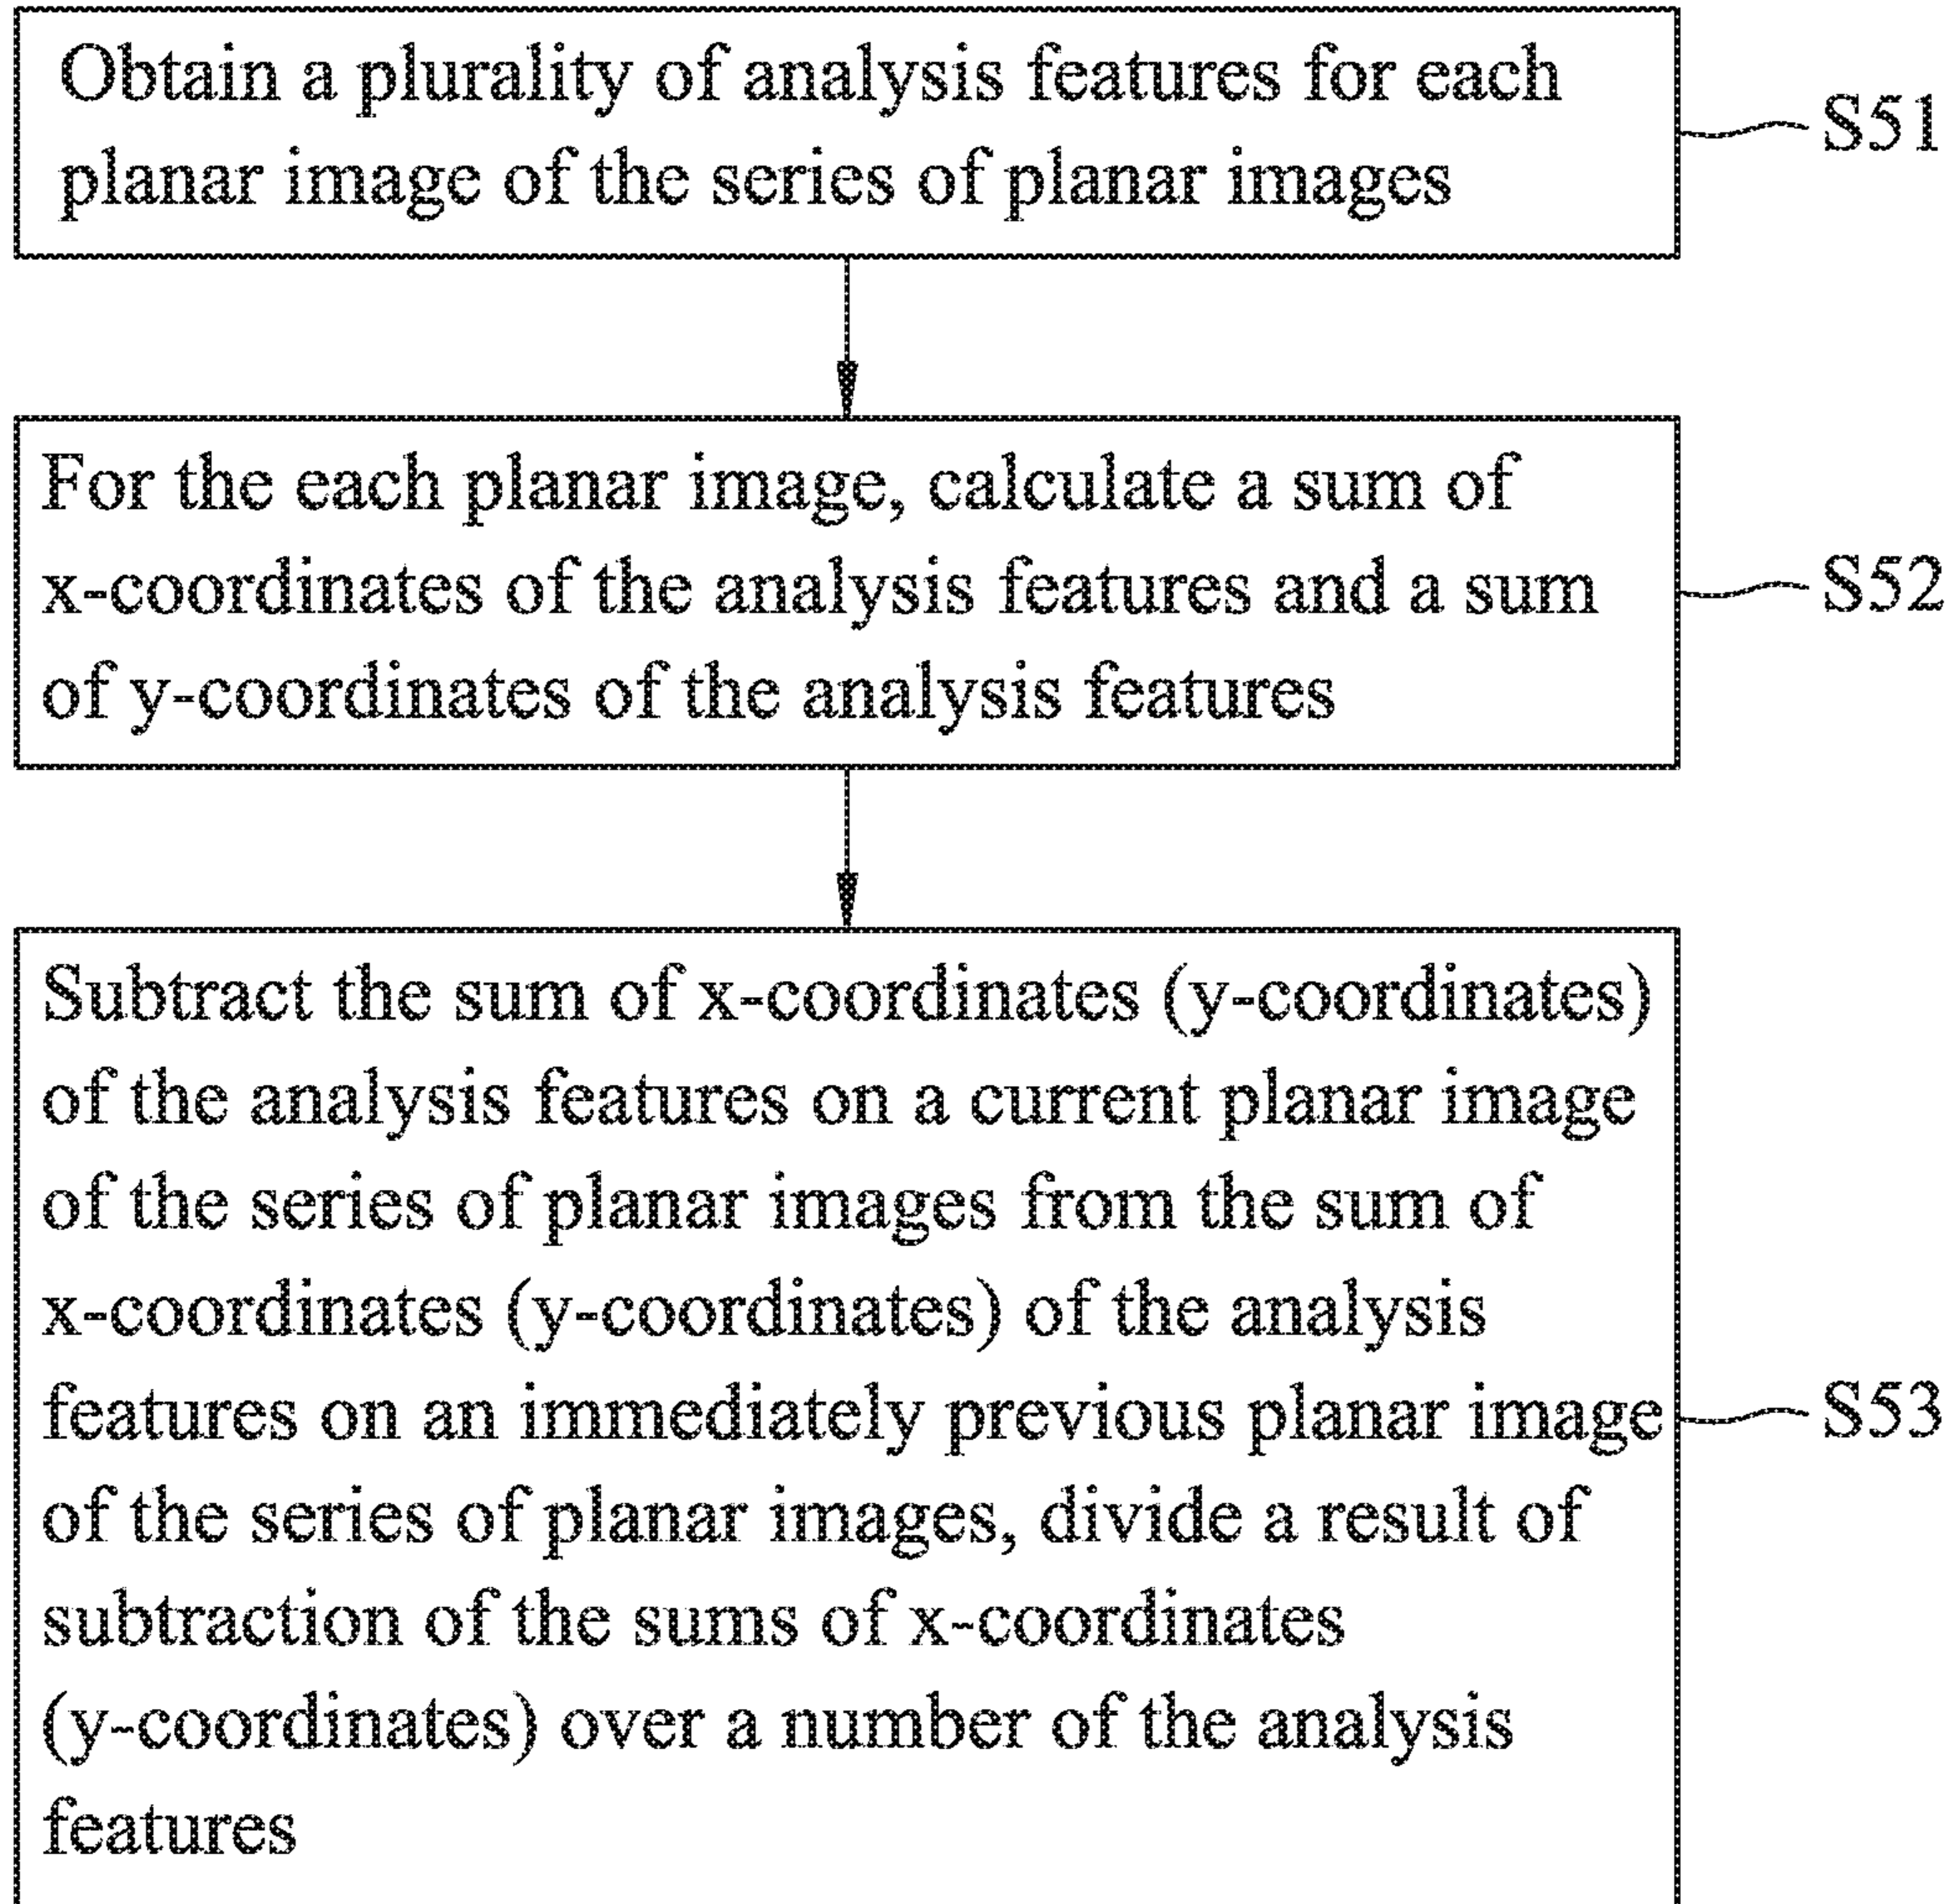 Obtain a plurality of analysis features for each
planar image of the series of planar images
S51
For the each planar image, calculate a sum of
x-coordinates of the analysis features and a sum
of y-coordinates of the analysis features
S52
Subtract the sum of x-coordinates (y-coordinates)
of the analysis features on a current planar image
of the series of planar images from the sum of
x-coordinates (y-coordinates) of the analysis
features on an immediately previous planar image
of the series of planar images, divide a result of
subtraction of the sums of x-coordinates
(y-coordinates) over a number of the analysis
features
S53